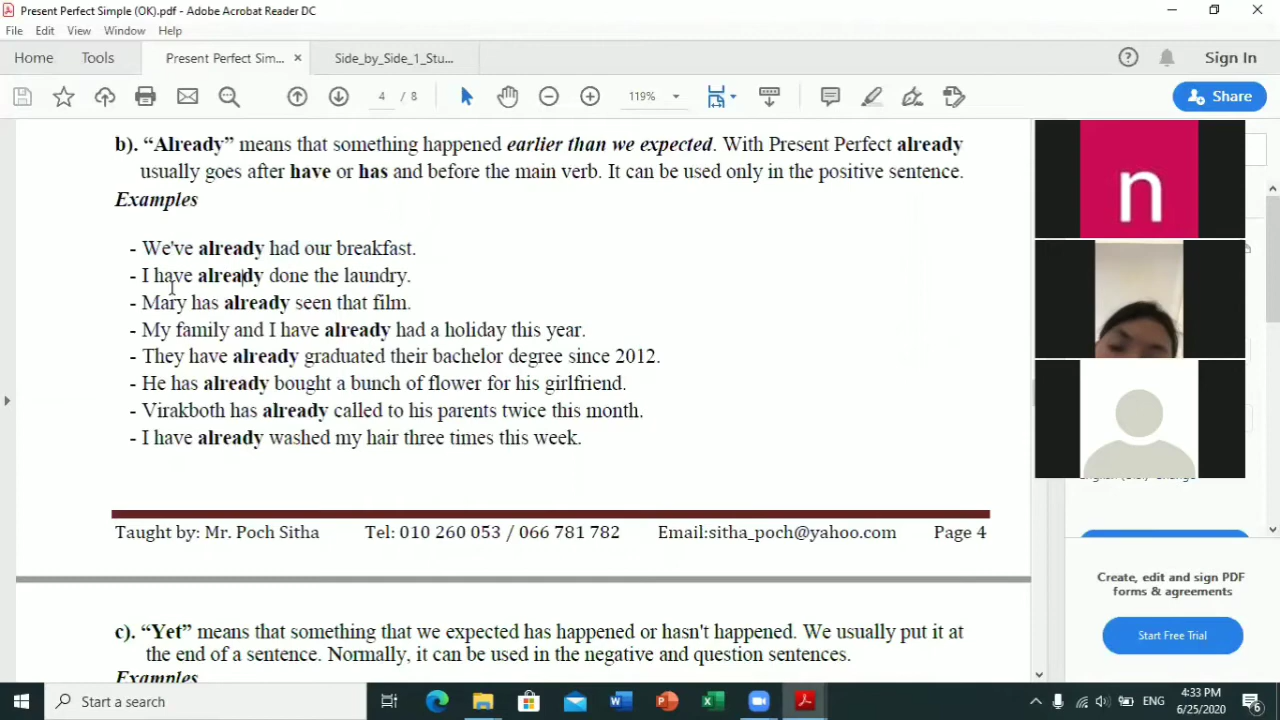 Present Perfect Simple (OK).pdf - Adobe Acrobat Reader DC
File Edit View Window Help
Home Tools Present Perfect Sim... × Side_by_Side_1_Stu... Sign In
4 / 8 119% Share
b). “Already” means that something happened earlier than we expected. With Present Perfect already
usually goes after have or has and before the main verb. It can be used only in the positive sentence.
Examples
- We've already had our breakfast.
- I have already done the laundry.
- Mary has already seen that film.
- My family and I have already had a holiday this year.
- They have already graduated their bachelor degree since 2012.
- He has already bought a bunch of flower for his girlfriend.
- Virakboth has already called to his parents twice this month.
- I have already washed my hair three times this week.
Taught by: Mr. Poch Sitha Tel: 010 260 053 / 066 781 782 Email:sitha_poch@yahoo.com Page 4
c). “Yet” means that something that we expected has happened or hasn't happened. We usually put it at
the end of a sentence. Normally, it can be used in the negative and question sentences.
Examples
n
Create, edit and sign PDF
forms & agreements
Start Free Trial
Start a search
ENG
4:33 PM
6/25/2020
6